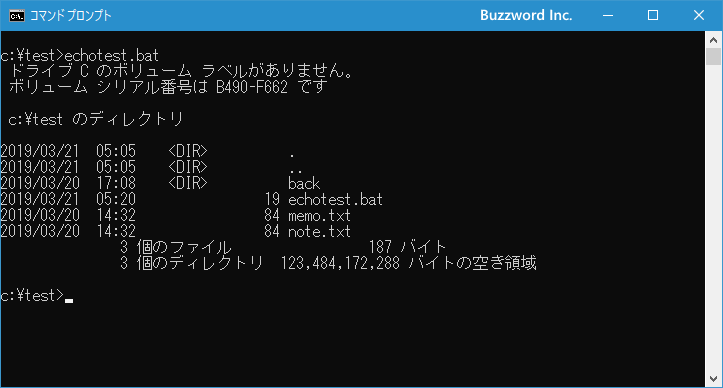 コマンドプロンプト Buzzword Inc.
c:\test>echotest.bat
ドライブ C のボリューム ラベルがありません。
ボリューム シリアル番号は B490-F662 です
c:\test のディレクトリ
2019/03/21 05:05 <DIR> .
2019/03/21 05:05 <DIR> ..
2019/03/20 17:08 <DIR> back
2019/03/21 05:20 19 echotest.bat
2019/03/20 14:32 84 memo.txt
2019/03/20 14:32 84 note.txt
3 個のファイル 187 バイト
3 個のディレクトリ 123,484,172,288 バイトの空き領域
c:\test>